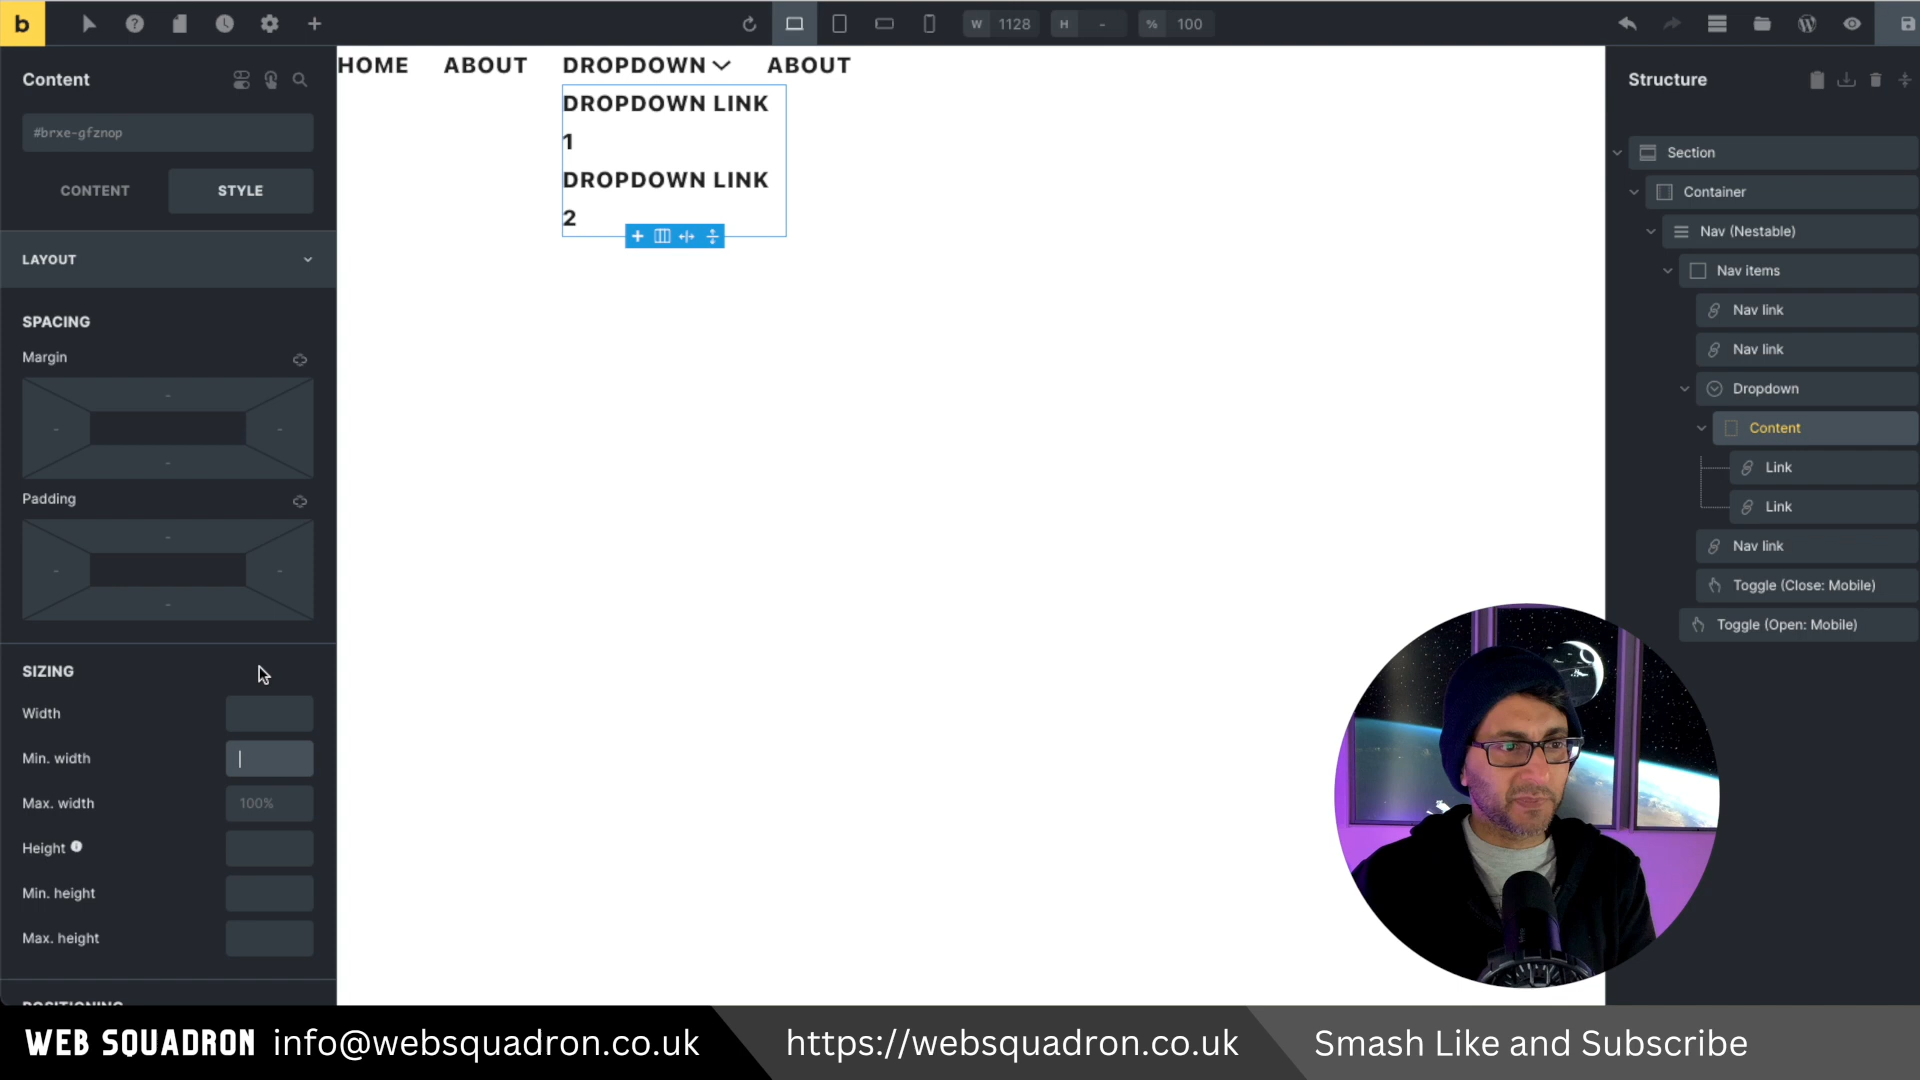 b
W 1128 H - % 100
Content
#brxe-gfznop
CONTENT STYLE
LAYOUT
SPACING
Margin
-
- -
-
Padding
-
- -
-
SIZING
Width
Min. width
Max. width 100%
Height
Min. height
Max. height
POSITIONING
HOME ABOUT DROPDOWN ABOUT
DROPDOWN LINK
1
DROPDOWN LINK
2
Structure
Section
Container
Nav (Nestable)
Nav items
Nav link
Nav link
Dropdown
Content
Link
Link
Nav link
Toggle (Close: Mobile)
Toggle (Open: Mobile)
WEB SQUADRON info@websquadron.co.uk https://websquadron.co.uk Smash Like and Subscribe